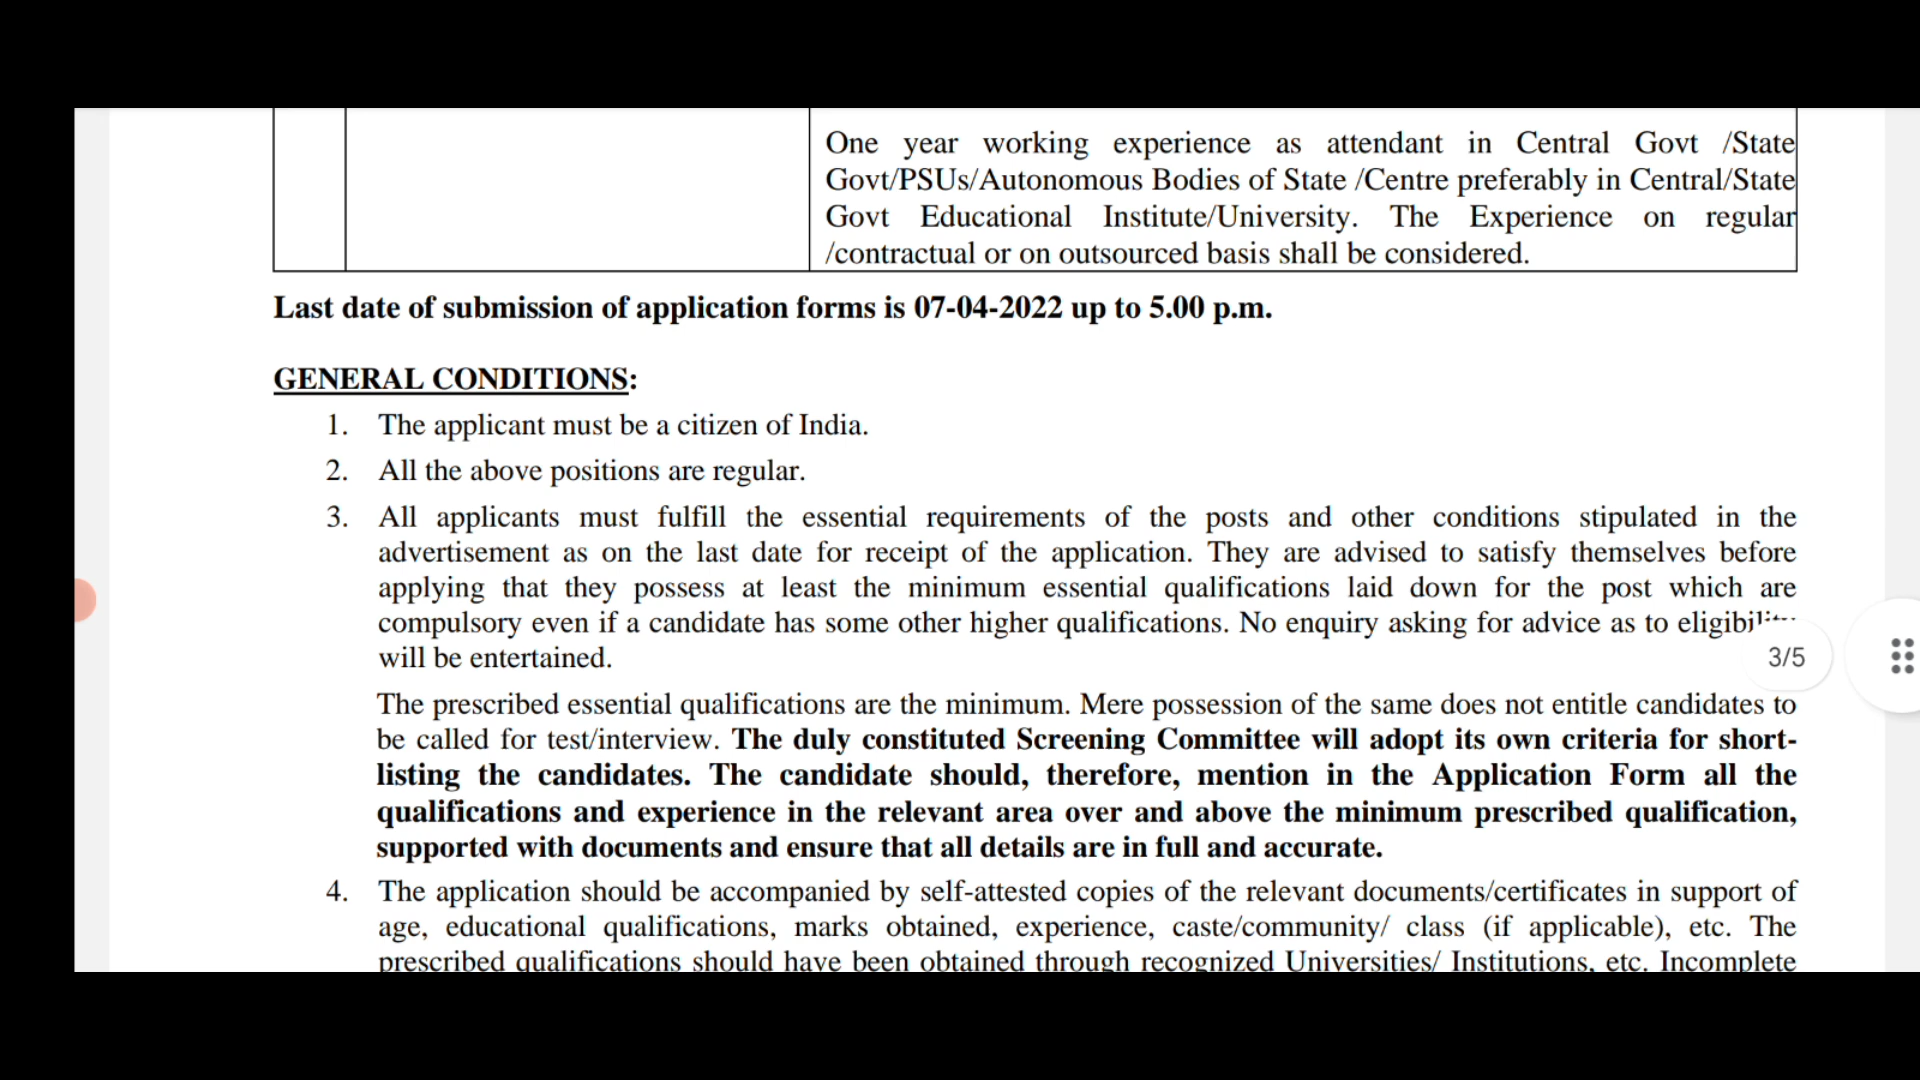 One year working experience as attendant in Central Govt /State
Govt/PSUs/Autonomous Bodies of State /Centre preferably in Central/State
Govt Educational Institute/University. The Experience on regular
/contractual or on outsourced basis shall be considered.
Last date of submission of application forms is 07-04-2022 up to 5.00 p.m.
GENERAL CONDITIONS:
1. The applicant must be a citizen of India.
2. All the above positions are regular.
3. All applicants must fulfill the essential requirements of the posts and other conditions stipulated in the
advertisement as on the last date for receipt of the application. They are advised to satisfy themselves before
applying that they possess at least the minimum essential qualifications laid down for the post which are
compulsory even if a candidate has some other higher qualifications. No enquiry asking for advice as to
will be entertained.
3/5
The prescribed essential qualifications are the minimum. Mere possession of the same does not entitle candidates to
be called for test/interview. The duly constituted Screening Committee will adopt its own criteria for short-
listing the candidates. The candidate should, therefore, mention in the Application Form all the
qualifications and experience in the relevant area over and above the minimum prescribed qualification,
supported with documents and ensure that all details are in full and accurate.
4. The application should be accompanied by self-attested copies of the relevant documents/certificates in support of
age, educational qualifications, marks obtained, experience, caste/community/ class (if applicable), etc. The
prescribed qualifications should have been obtained through recognized Universities/ Institutions, etc. Incomplete